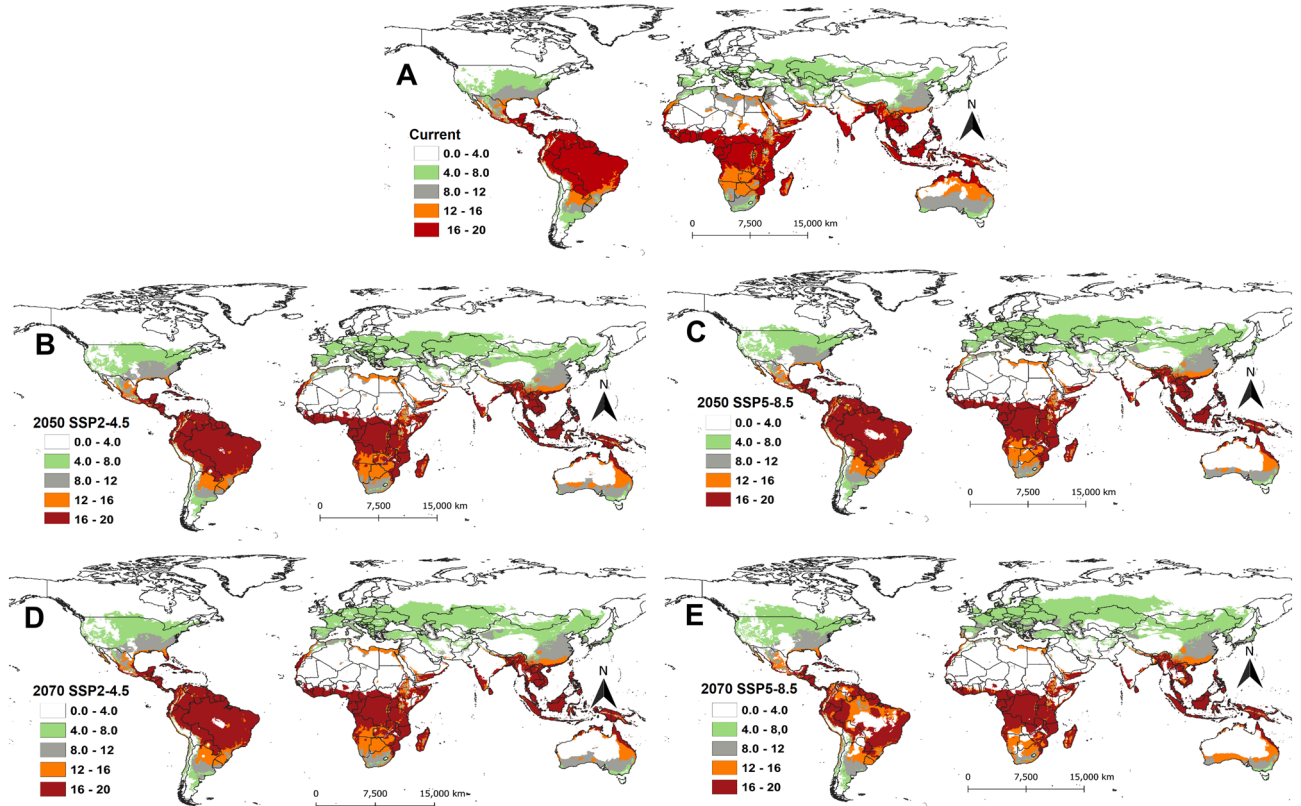 A
Current
0.0 - 4.0
4.0 - 8.0
8.0 - 12
12 - 16
16 - 20
N
7,500 15,000 km
0
B
2050 SSP2-4.5
0.0 - 4.0
4.0 - 8.0
8.0 - 12
12 - 16
16 - 20
N
0 7,500 15,000 km
C
2050 SSP5-8.5
0.0 - 4.0
4.0 - 8.0
8.0 - 12
12 - 16
16 - 20
N
0 7,500 15,000 km
D
2070 SSP2-4.5
0.0 - 4.0
4.0 - 8.0
8.0 - 12
12 - 16
16 - 20
N
0 7,500 15,000 km
E
2070 SSP5-8.5
0.0 - 4.0
4.0 - 8,0
8.0 - 12
12 - 16
16 - 20
N
0 7,500 15,000 km